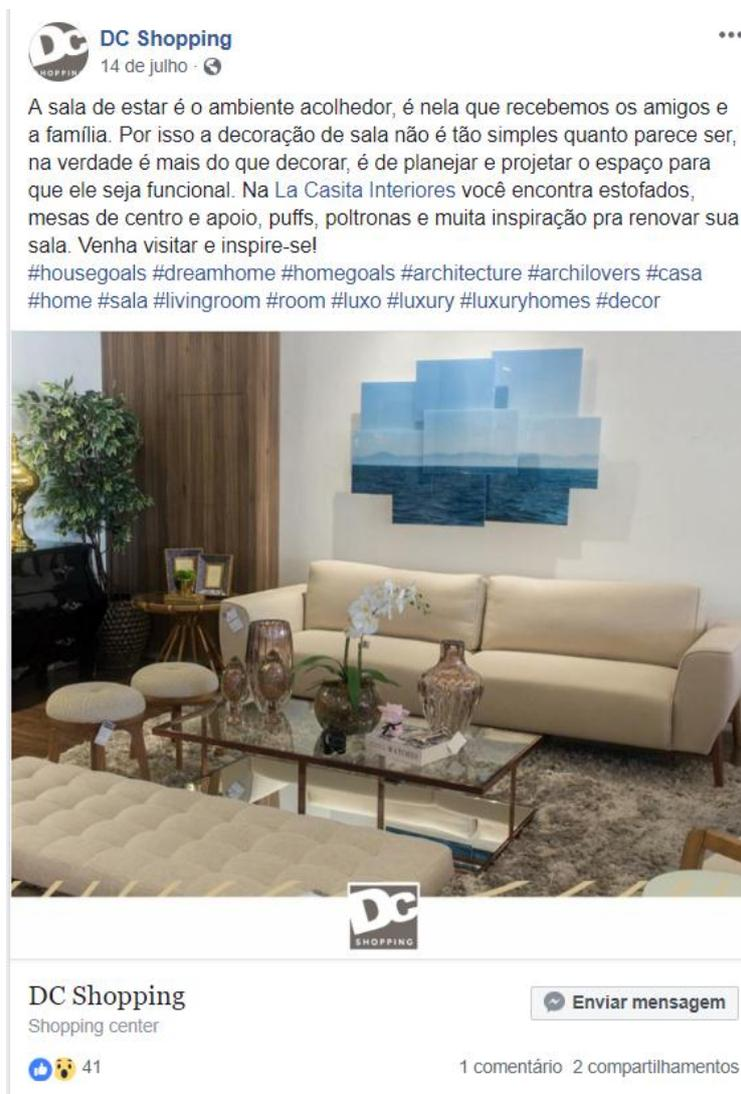 DC
SHOPPIN
DC Shopping
14 de julho ·
A sala de estar é o ambiente acolhedor, é nela que recebemos os amigos e
a família. Por isso a decoração de sala não é tão simples quanto parece ser,
na verdade é mais do que decorar, é de planejar e projetar o espaço para
que ele seja funcional. Na La Casita Interiores você encontra estofados,
mesas de centro e apoio, puffs, poltronas e muita inspiração pra renovar sua
sala. Venha visitar e inspire-se!
#housegoals #dreamhome #homegoals #architecture #archilovers #casa
#home #sala #livingroom #room #luxo #luxury #luxuryhomes #decor
DC
SHOPPING
DC Shopping
Enviar mensagem
Shopping center
41
1 comentário 2 compartilhamentos